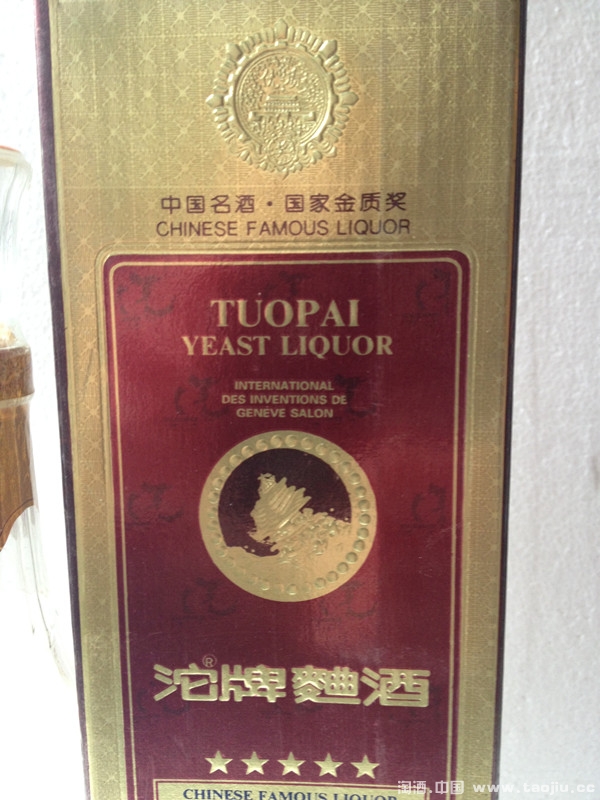 中国名酒·国家金质奖
CHINESE FAMOUS LIQUOR
TUOPAI
YEAST LIQUOR
INTERNATIONAL
DES INVENTIONS DE
GENÉVE SALON
沱牌®麯酒
CHINESE FAMOUS LIQUOR
淘酒.中国 www.taojiu.cc